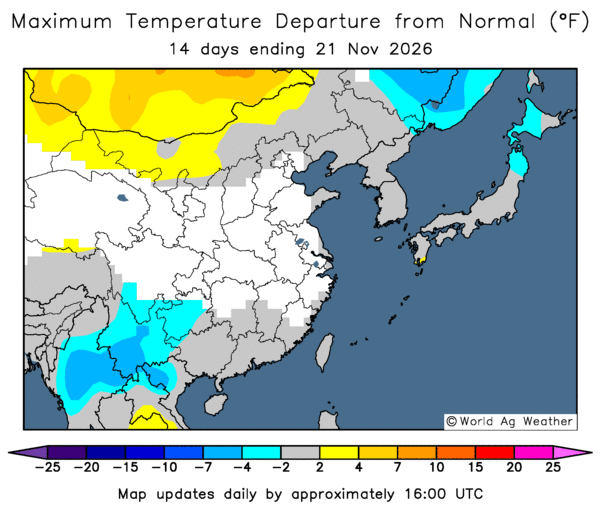 Maximum Temperature Departure from Normal (°F)
14 days ending 21 Nov 2026
© World Ag Weather
-25 -20 -15 -10 -7 -4 -2 2 4 7 10 15 20 25
Map updates daily by approximately 16:00 UTC